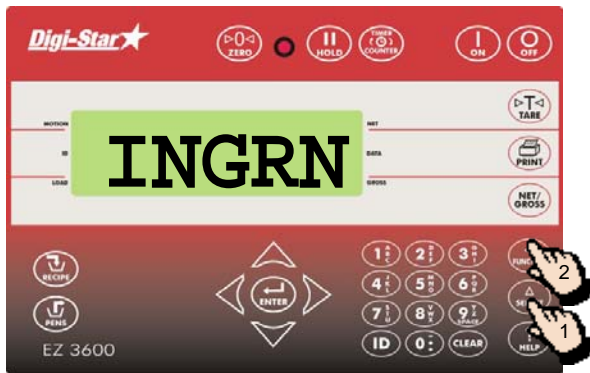 Digi-Star
▷0◁
ZERO
HOLD
TIMER
COUNTER
ON
OFF
▷T◁
TARE
MOTION
NET
ID
DATA
PRINT
LOAD
GROSS
INGRN
NET/
GROSS
RECIPE
ENTER
1 2 3
4 5 6
7 8 9
SPACE
PENS
ID 0 CLEAR
HELP
2
1
EZ 3600